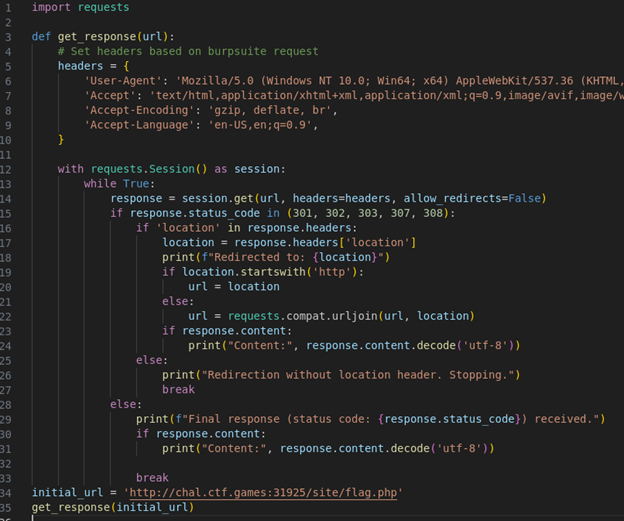 1 import requests
2
3 def get_response(url):
4     # Set headers based on burpsuite request
5     headers = {
6         'User-Agent': 'Mozilla/5.0 (Windows NT 10.0; Win64; x64) AppleWebKit/537.36 (KHTML,
7         'Accept': 'text/html,application/xhtml+xml,application/xml;q=0.9,image/avif,image/w
8         'Accept-Encoding': 'gzip, deflate, br',
9         'Accept-Language': 'en-US,en;q=0.9',
10     }
11
12     with requests.Session() as session:
13         while True:
14             response = session.get(url, headers=headers, allow_redirects=False)
15             if response.status_code in (301, 302, 303, 307, 308):
16                 if 'location' in response.headers:
17                     location = response.headers['location']
18                     print(f"Redirected to: {location}")
19                     if location.startswith('http'):
20                         url = location
21                     else:
22                         url = requests.compat.urljoin(url, location)
23                     if response.content:
24                         print("Content:", response.content.decode('utf-8'))
25                 else:
26                     print("Redirection without location header. Stopping.")
27                     break
28             else:
29                 print(f"Final response (status code: {response.status_code}) received.")
30                 if response.content:
31                     print("Content:", response.content.decode('utf-8'))
32
33                 break
34 initial_url = 'http://chal.ctf.games:31925/site/flag.php'
35 get_response(initial_url)